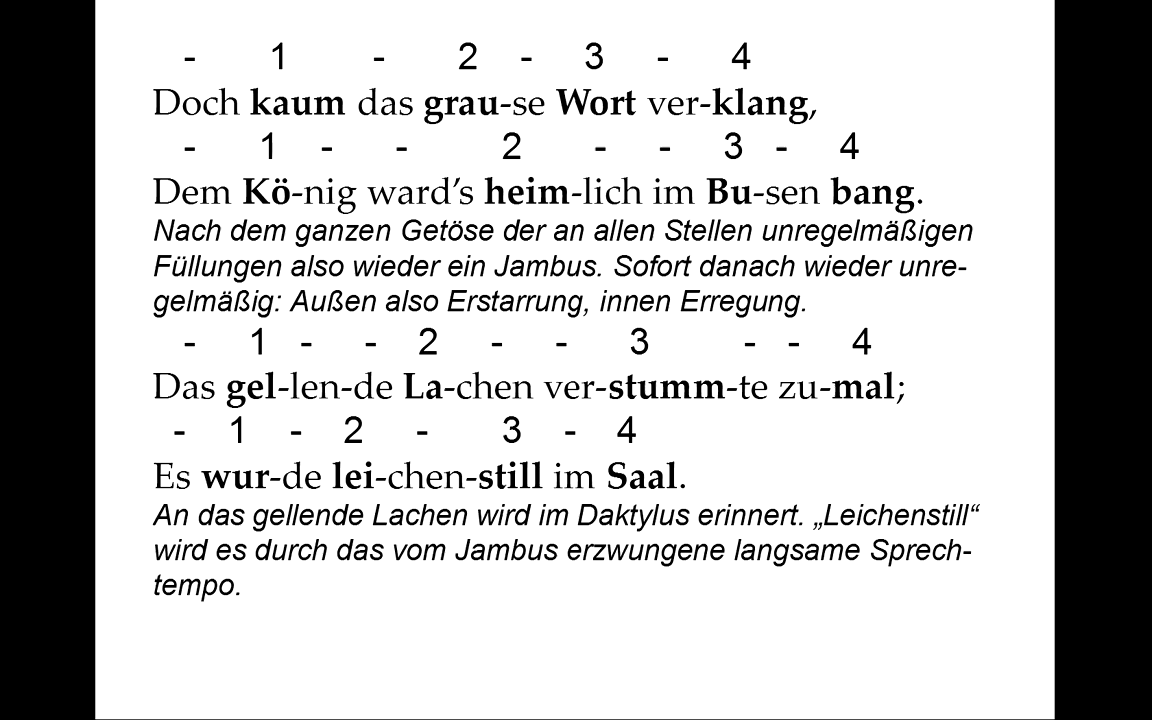 - 1 - 2 - 3 - 4
Doch kaum das grau-se Wort ver-klang,
- 1 - - 2 - - 3 - 4
Dem Kö-nig ward’s heim-lich im Bu-sen bang.
Nach dem ganzen Getöse der an allen Stellen unregelmäßigen
Füllungen also wieder ein Jambus. Sofort danach wieder unre-
gelmäßig: Außen also Erstarrung, innen Erregung.
- 1 - - 2 - - 3 - - 4
Das gel-len-de La-chen ver-stumm-te zu-mal;
- 1 - 2 - 3 - 4
Es wur-de lei-chen-still im Saal.
An das gellende Lachen wird im Daktylus erinnert. „Leichenstill“
wird es durch das vom Jambus erzwungene langsame Sprech-
tempo.